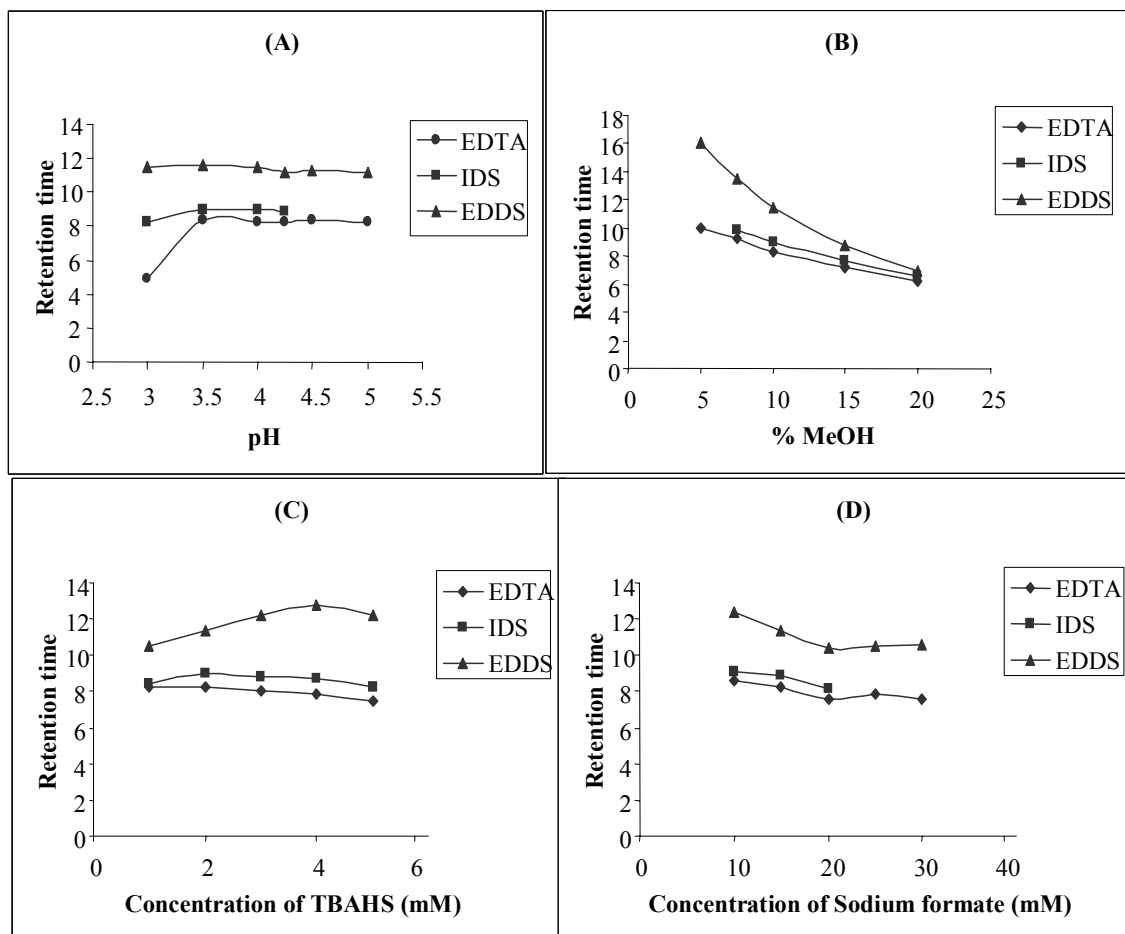 (A)
Retention time
14
12
10
8
6
4
2
0
2.5 3 3.5 4 4.5 5 5.5
pH
EDTA
IDS
EDDS
(B)
Retention time
18
16
14
12
10
8
6
4
2
0
0 5 10 15 20 25
% MeOH
EDTA
IDS
EDDS
(C)
Retention time
14
12
10
8
6
4
2
0
0 2 4 6
Concentration of TBAHS (mM)
EDTA
IDS
EDDS
(D)
Retention time
14
12
10
8
6
4
2
0
0 10 20 30 40
Concentration of Sodium formate (mM)
EDTA
IDS
EDDS